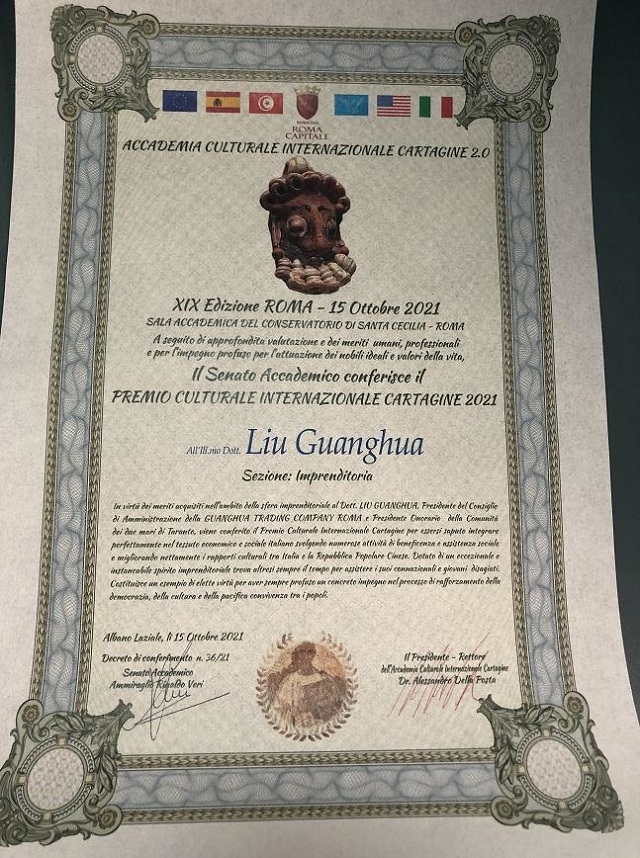 ROMA
CAPITALE
ACCADEMIA CULTURALE INTERNAZIONALE CARTAGINE 2.0
XIX Edizione ROMA - 15 Ottobre 2021
SALA ACCADEMICA DEL CONSERVATORIO DI SANTA CECILIA - ROMA
A seguito di approfondita valutazione e dei meriti umani, professionali
e per l'impegno profuso per l'attuazione dei nobili ideali e valori della vita,
Il Senato Accademico conferisce il
PREMIO CULTURALE INTERNAZIONALE CARTAGINE 2021
All'Ill.mo Dott. Liu Guanghua
Sezione: Imprenditoria
In virtù dei meriti acquisiti nell'ambito della sfera imprenditoriale al Dott. LIU GUANGHUA, Presidente del Consiglio
di Amministrazione della GUANGHUA TRADING COMPANY ROMA e Presidente Onorario della Comunità
dei due mari di Taranto, viene conferito il Premio Culturale Internazionale Cartagine per essersi saputo integrare
perfettamente nel tessuto economico e sociale italiano svolgendo numerose attività di beneficenza e assistenza sociale
e migliorando nettamente i rapporti culturali tra Italia e la Repubblica Popolare Cinese. Dotato di un eccezionale e
instancabile spirito imprenditoriale trova altresì sempre il tempo per assistere i suoi connazionali e giovani disagiati.
Costituisce un esempio di elette virtù per aver sempre profuso un concreto impegno nel processo di rafforzamento della
democrazia, della cultura e della pacifica convivenza tra i popoli.
Albano Laziale, lì 15 Ottobre 2021
Decreto di conferimento n. 36/21
Senato Accademico
Ammiraglio Rinaldo Veri
Il Presidente - Rettore
dell'Accademia Culturale Internazionale Cartagine
Dr. Alessandro Della Posta